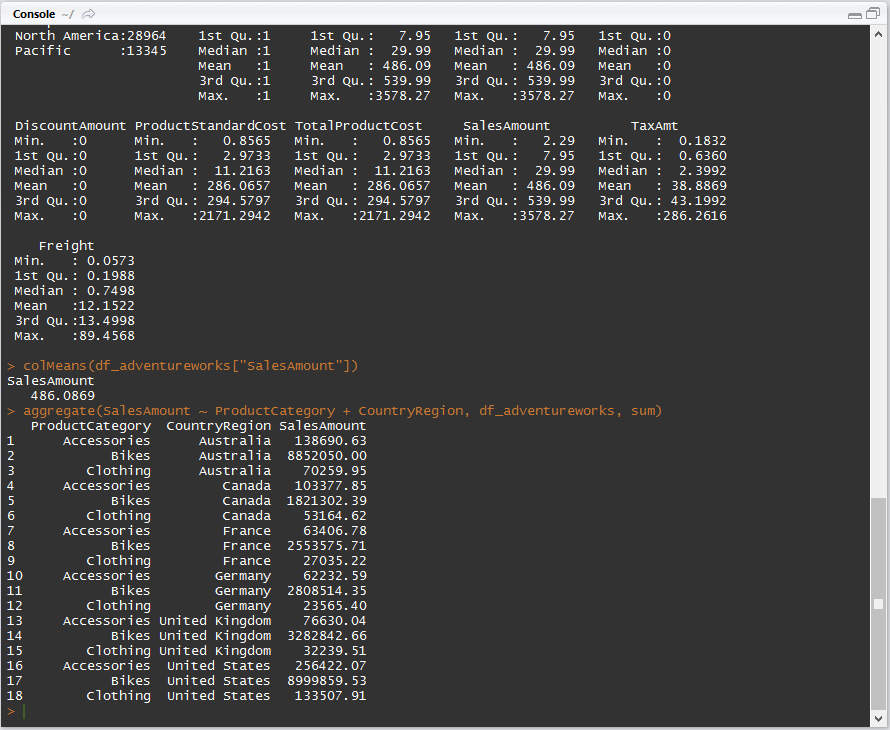 Console ~/
North America:28964    1st Qu.:1     1st Qu.:   7.95   1st Qu.:   7.95   1st Qu.:0
Pacific      :13345    Median :1     Median :  29.99   Median :  29.99   Median :0
                       Mean   :1     Mean   : 486.09   Mean   : 486.09   Mean   :0
                       3rd Qu.:1     3rd Qu.: 539.99   3rd Qu.: 539.99   3rd Qu.:0
                       Max.   :1     Max.   :3578.27   Max.   :3578.27   Max.   :0
DiscountAmount ProductStandardCost TotalProductCost     SalesAmount          TaxAmt
Min.   :0      Min.   :   0.8565   Min.   :   0.8565   Min.   :   2.29   Min.   :  0.1832
1st Qu.:0      1st Qu.:   2.9733   1st Qu.:   2.9733   1st Qu.:   7.95   1st Qu.:  0.6360
Median :0      Median :  11.2163   Median :  11.2163   Median :  29.99   Median :  2.3992
Mean   :0      Mean   : 286.0657   Mean   : 286.0657   Mean   : 486.09   Mean   : 38.8869
3rd Qu.:0      3rd Qu.: 294.5797   3rd Qu.: 294.5797   3rd Qu.: 539.99   3rd Qu.: 43.1992
Max.   :0      Max.   :2171.2942   Max.   :2171.2942   Max.   :3578.27   Max.   :286.2616
   Freight
Min.   : 0.0573
1st Qu.: 0.1988
Median : 0.7498
Mean   :12.1522
3rd Qu.:13.4998
Max.   :89.4568
> colMeans(df_adventureworks["SalesAmount"])
SalesAmount
   486.0869
> aggregate(SalesAmount ~ ProductCategory + CountryRegion, df_adventureworks, sum)
   ProductCategory  CountryRegion SalesAmount
1      Accessories      Australia   138690.63
2            Bikes      Australia  8852050.00
3         Clothing      Australia    70259.95
4      Accessories         Canada   103377.85
5            Bikes         Canada  1821302.39
6         Clothing         Canada    53164.62
7      Accessories         France    63406.78
8            Bikes         France  2553575.71
9         Clothing         France    27035.22
10     Accessories        Germany    62232.59
11           Bikes        Germany  2808514.35
12        Clothing        Germany    23565.40
13     Accessories United Kingdom    76630.04
14           Bikes United Kingdom  3282842.66
15        Clothing United Kingdom    32239.51
16     Accessories  United States   256422.07
17           Bikes  United States  8999859.53
18        Clothing  United States   133507.91
>